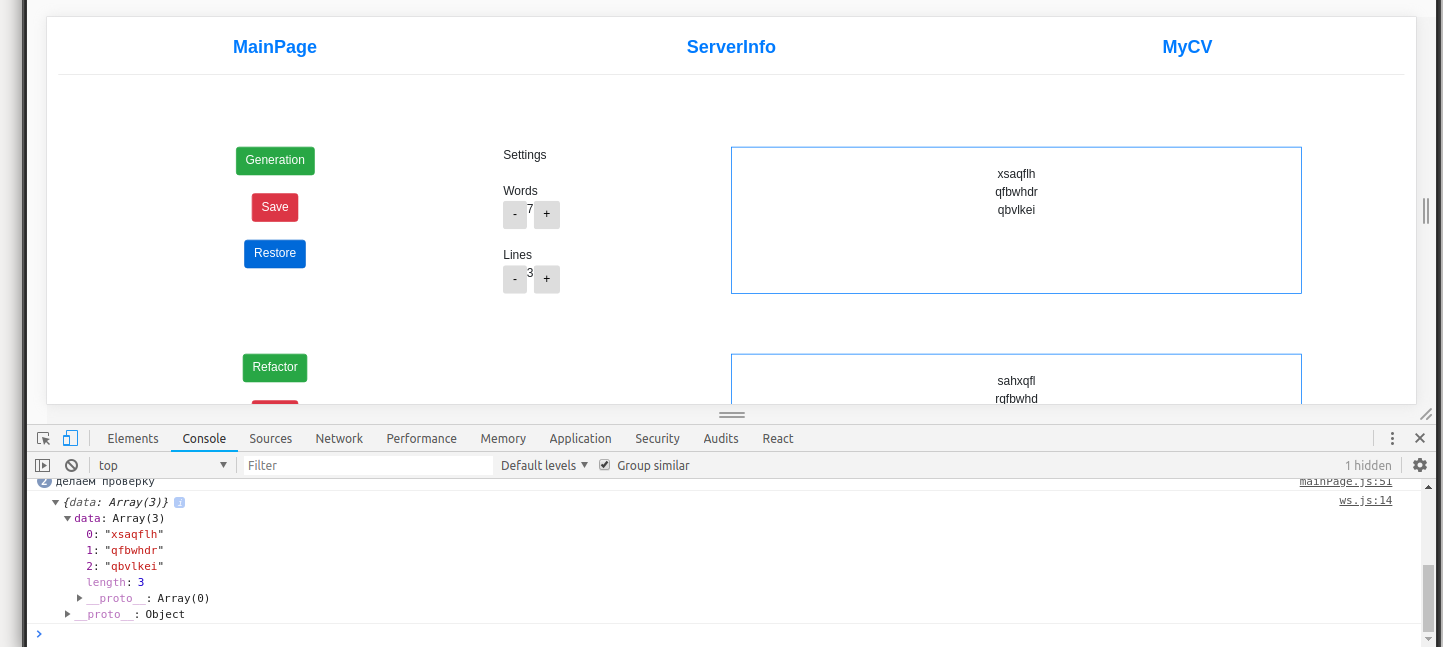 MainPage ServerInfo MyCV
Generation
Save
Restore
Settings
Words
- 7 +
Lines
- 3 +
xsaqflh
qfbwhdr
qbvlkei
Refactor
sahxqfl
rqfbwhd
Elements Console Sources Network Performance Memory Application Security Audits React
top Filter Default levels Group similar 1 hidden
2 делаем проверку mainPage.js:51
{data: Array(3)} i ws.js:14
data: Array(3)
0: "xsaqflh"
1: "qfbwhdr"
2: "qbvlkei"
length: 3
__proto__: Array(0)
__proto__: Object